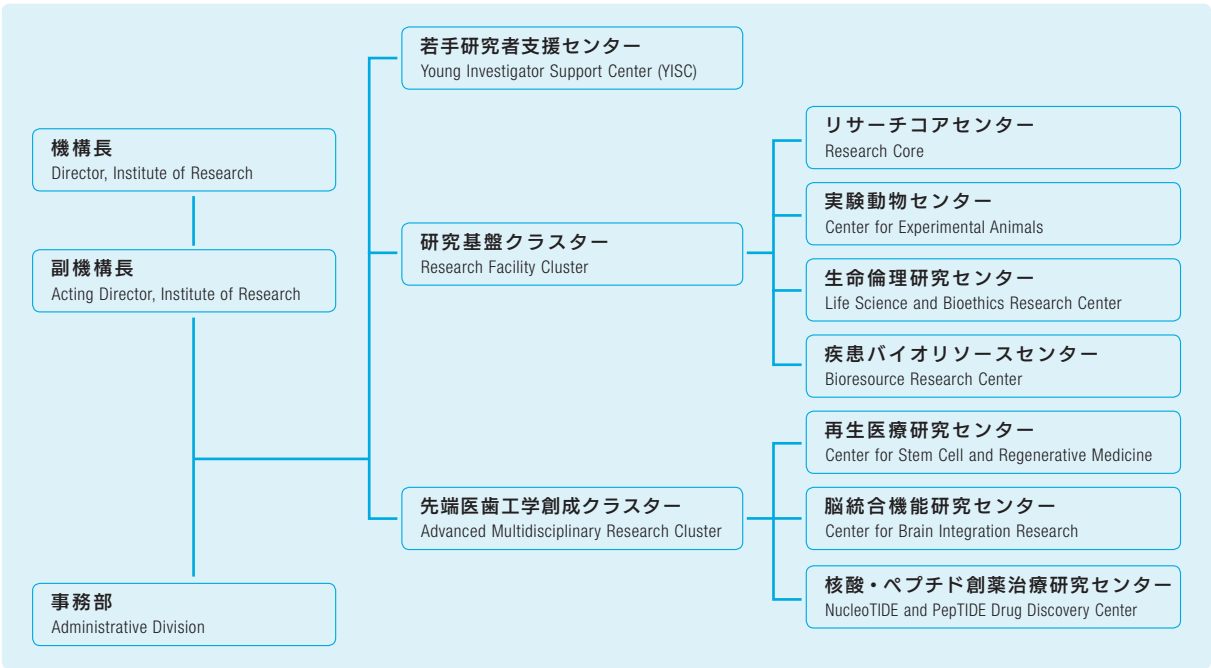 機構長
Director, Institute of Research
副機構長
Acting Director, Institute of Research
事務部
Administrative Division
若手研究者支援センター
Young Investigator Support Center (YISC)
研究基盤クラスター
Research Facility Cluster
先端医歯工学創成クラスター
Advanced Multidisciplinary Research Cluster
リサーチコアセンター
Research Core
実験動物センター
Center for Experimental Animals
生命倫理研究センター
Life Science and Bioethics Research Center
疾患バイオリソースセンター
Bioresource Research Center
再生医療研究センター
Center for Stem Cell and Regenerative Medicine
脳統合機能研究センター
Center for Brain Integration Research
核酸・ペプチド創薬治療研究センター
NucleoTIDE and PepTIDE Drug Discovery Center